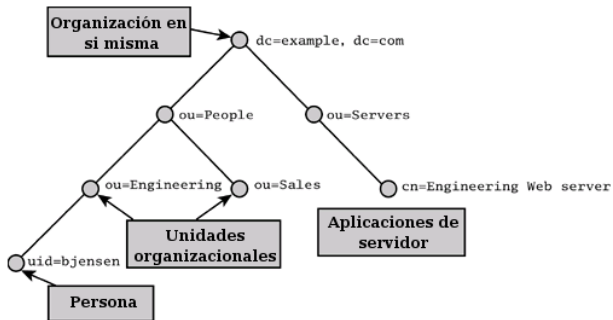 Organización en
si misma
dc=example, dc=com
ou=People
ou=Servers
ou=Engineering
ou=Sales
cn=Engineering Web server
Unidades
organizacionales
Aplicaciones de
servidor
uid=bjensen
Persona